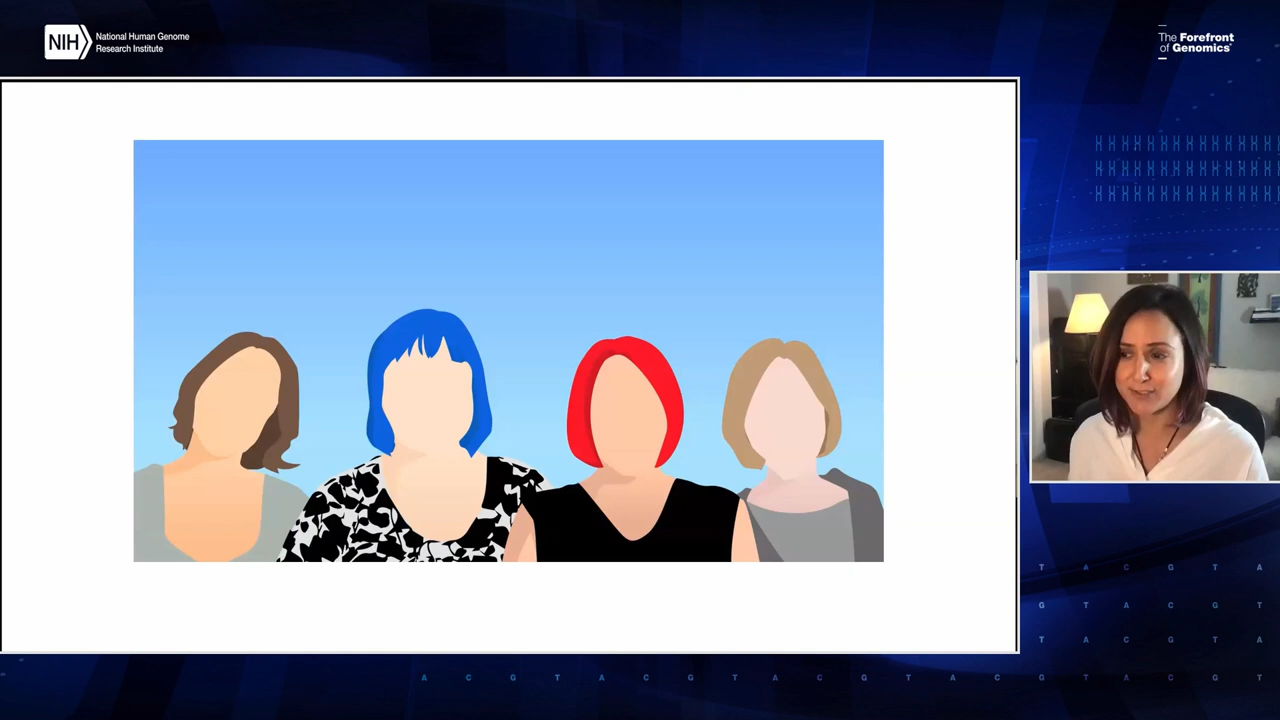 NIH
National Human Genome
Research Institute
The Forefront
of Genomics®
T A C G T A
G T A C G T
T A C G T A
A C G T A C G T A C G T A C G T A C G T